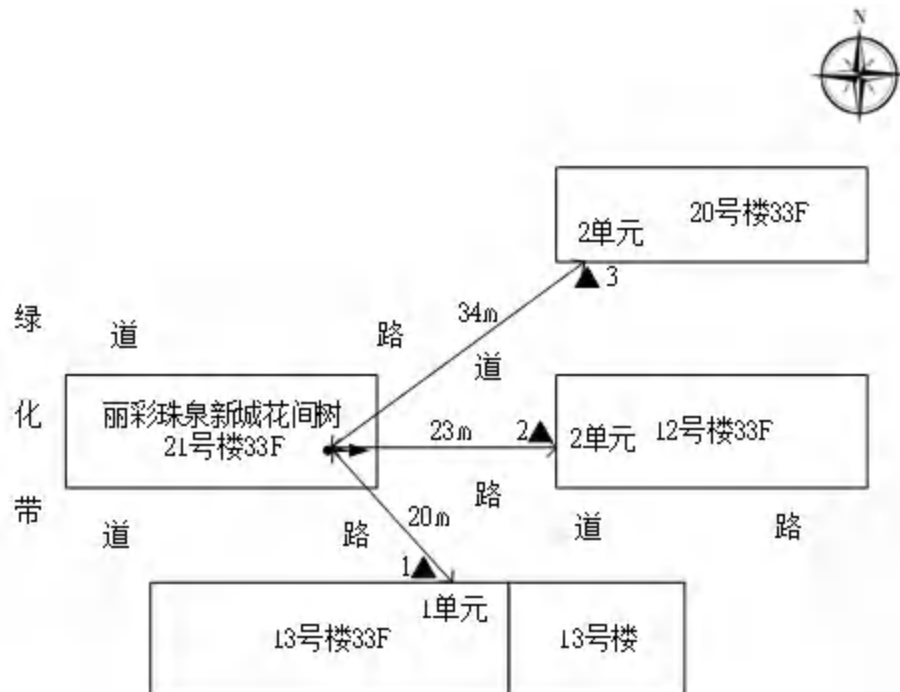 N
20号楼33F
2单元
▲3
34m
绿
道
路
道
化
丽彩珠泉新城花间树
21号楼33F
23m
2▲
2单元
12号楼33F
带
道
路
20m
路
道
路
1▲
1单元
13号楼33F
13号楼